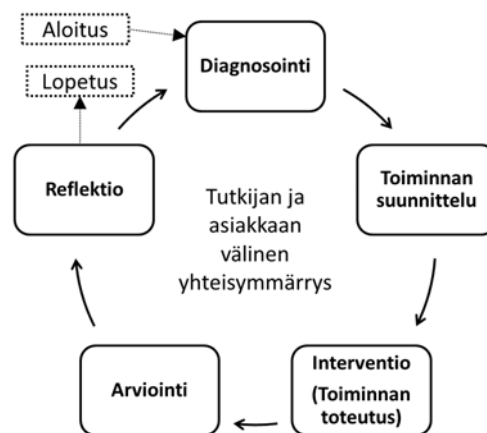 Aloitus
Lopetus
Diagnosointi
Reflektio
Toiminnan
suunnittelu
Tutkijan ja
asiakkaan
välinen
yhteisymmärrys
Arviointi
Interventio
(Toiminnan
toteutus)